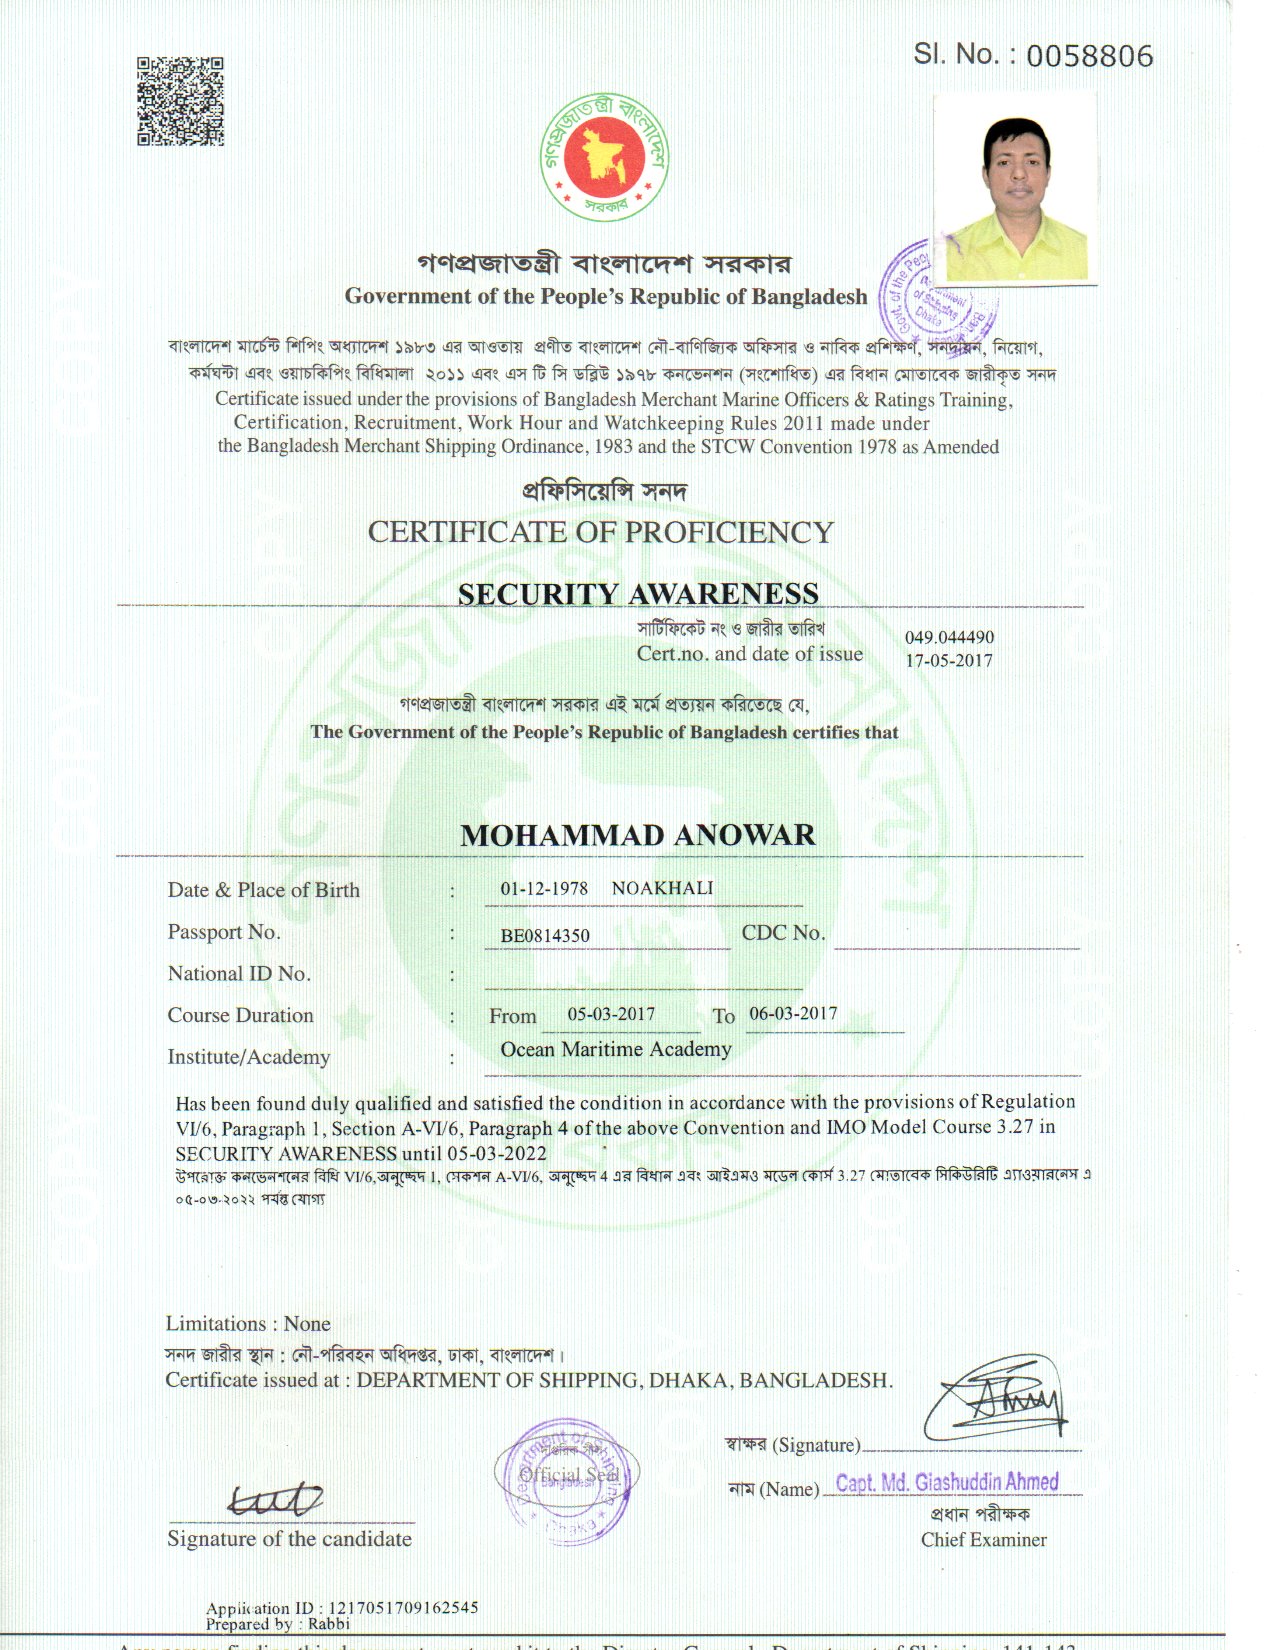 Sl. No. : 0058806
গণপ্রজাতন্ত্রী বাংলাদেশ
সরকার
গণপ্রজাতন্ত্রী বাংলাদেশ সরকার
Government of the People's Republic of Bangladesh
Govt. of the Department of Shipping Dhaka
বাংলাদেশ মার্চেন্ট শিপিং অধ্যাদেশ ১৯৮৩ এর আওতায় প্রণীত বাংলাদেশ নৌ-বাণিজ্যিক অফিসার ও নাবিক প্রশিক্ষণ, সনদায়ন, নিয়োগ,
কর্মঘন্টা এবং ওয়াচকিপিং বিধিমালা ২০১১ এবং এস টি সি ডব্লিউ ১৯৭৮ কনভেনশন (সংশোধিত) এর বিধান মোতাবেক জারীকৃত সনদ
Certificate issued under the provisions of Bangladesh Merchant Marine Officers & Ratings Training,
Certification, Recruitment, Work Hour and Watchkeeping Rules 2011 made under
the Bangladesh Merchant Shipping Ordinance, 1983 and the STCW Convention 1978 as Amended
প্রফিসিয়েন্সি সনদ
CERTIFICATE OF PROFICIENCY
SECURITY AWARENESS
সার্টিফিকেট নং ও জারীর তারিখ 049.044490
Cert.no. and date of issue 17-05-2017
গণপ্রজাতন্ত্রী বাংলাদেশ সরকার এই মর্মে প্রত্যয়ন করিতেছে যে,
The Government of the People's Republic of Bangladesh certifies that
MOHAMMAD ANOWAR
Date & Place of Birth : 01-12-1978 NOAKHALI
Passport No. : BE0814350 CDC No.
National ID No. :
Course Duration : From 05-03-2017 To 06-03-2017
Institute/Academy : Ocean Maritime Academy
Has been found duly qualified and satisfied the condition in accordance with the provisions of Regulation
VI/6, Paragraph 1, Section A-VI/6, Paragraph 4 of the above Convention and IMO Model Course 3.27 in
SECURITY AWARENESS until 05-03-2022
উপরোক্ত কনভেনশনের বিধি VI/6,অনুচ্ছেদ 1, সেকশন A-VI/6, অনুচ্ছেদ 4 এর বিধান এবং আইএমও মডেল কোর্স 3.27 মোতাবেক সিকিউরিটি এ্যাওয়ারনেস এ
০৫-০৩-২০২২ পর্যন্ত যোগ্য
Limitations : None
সনদ জারীর স্থান : নৌ-পরিবহন অধিদপ্তর, ঢাকা, বাংলাদেশ।
Certificate issued at : DEPARTMENT OF SHIPPING, DHAKA, BANGLADESH.
স্বাক্ষর (Signature)
Department of Shipping Bangladesh Dhaka
Official Seal
নাম (Name) Capt. Md. Giashuddin Ahmed
প্রধান পরীক্ষক
Chief Examiner
Signature of the candidate
Application ID : 1217051709162545
Prepared by : Rabbi